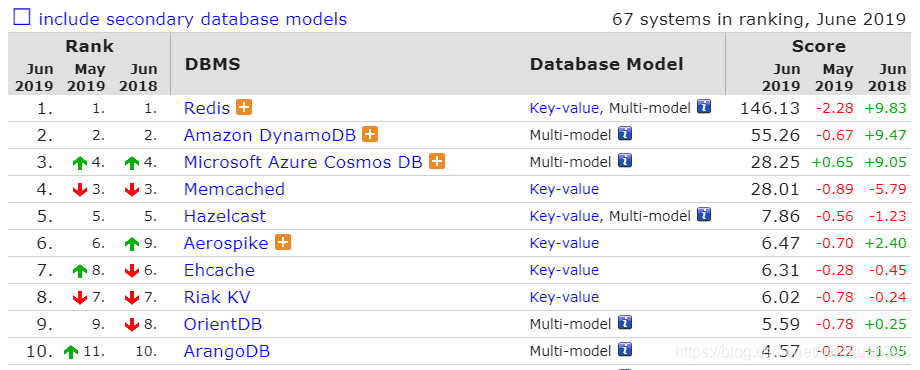 include secondary database models 67 systems in ranking, June 2019
Rank DBMS Database Model Score
Jun 2019 May 2019 Jun 2018 Jun 2019 May 2019 Jun 2018
1. 1. 1. Redis Key-value, Multi-model 146.13 -2.28 +9.83
2. 2. 2. Amazon DynamoDB Multi-model 55.26 -0.67 +9.47
3. 4. 4. Microsoft Azure Cosmos DB Multi-model 28.25 +0.65 +9.05
4. 3. 3. Memcached Key-value 28.01 -0.89 -5.79
5. 5. 5. Hazelcast Key-value, Multi-model 7.86 -0.56 -1.23
6. 6. 9. Aerospike Key-value 6.47 -0.70 +2.40
7. 8. 6. Ehcache Key-value 6.31 -0.28 -0.45
8. 7. 7. Riak KV Key-value 6.02 -0.78 -0.24
9. 9. 8. OrientDB Multi-model 5.59 -0.78 +0.25
10. 11. 10. ArangoDB Multi-model 4.57 -0.22 +1.05